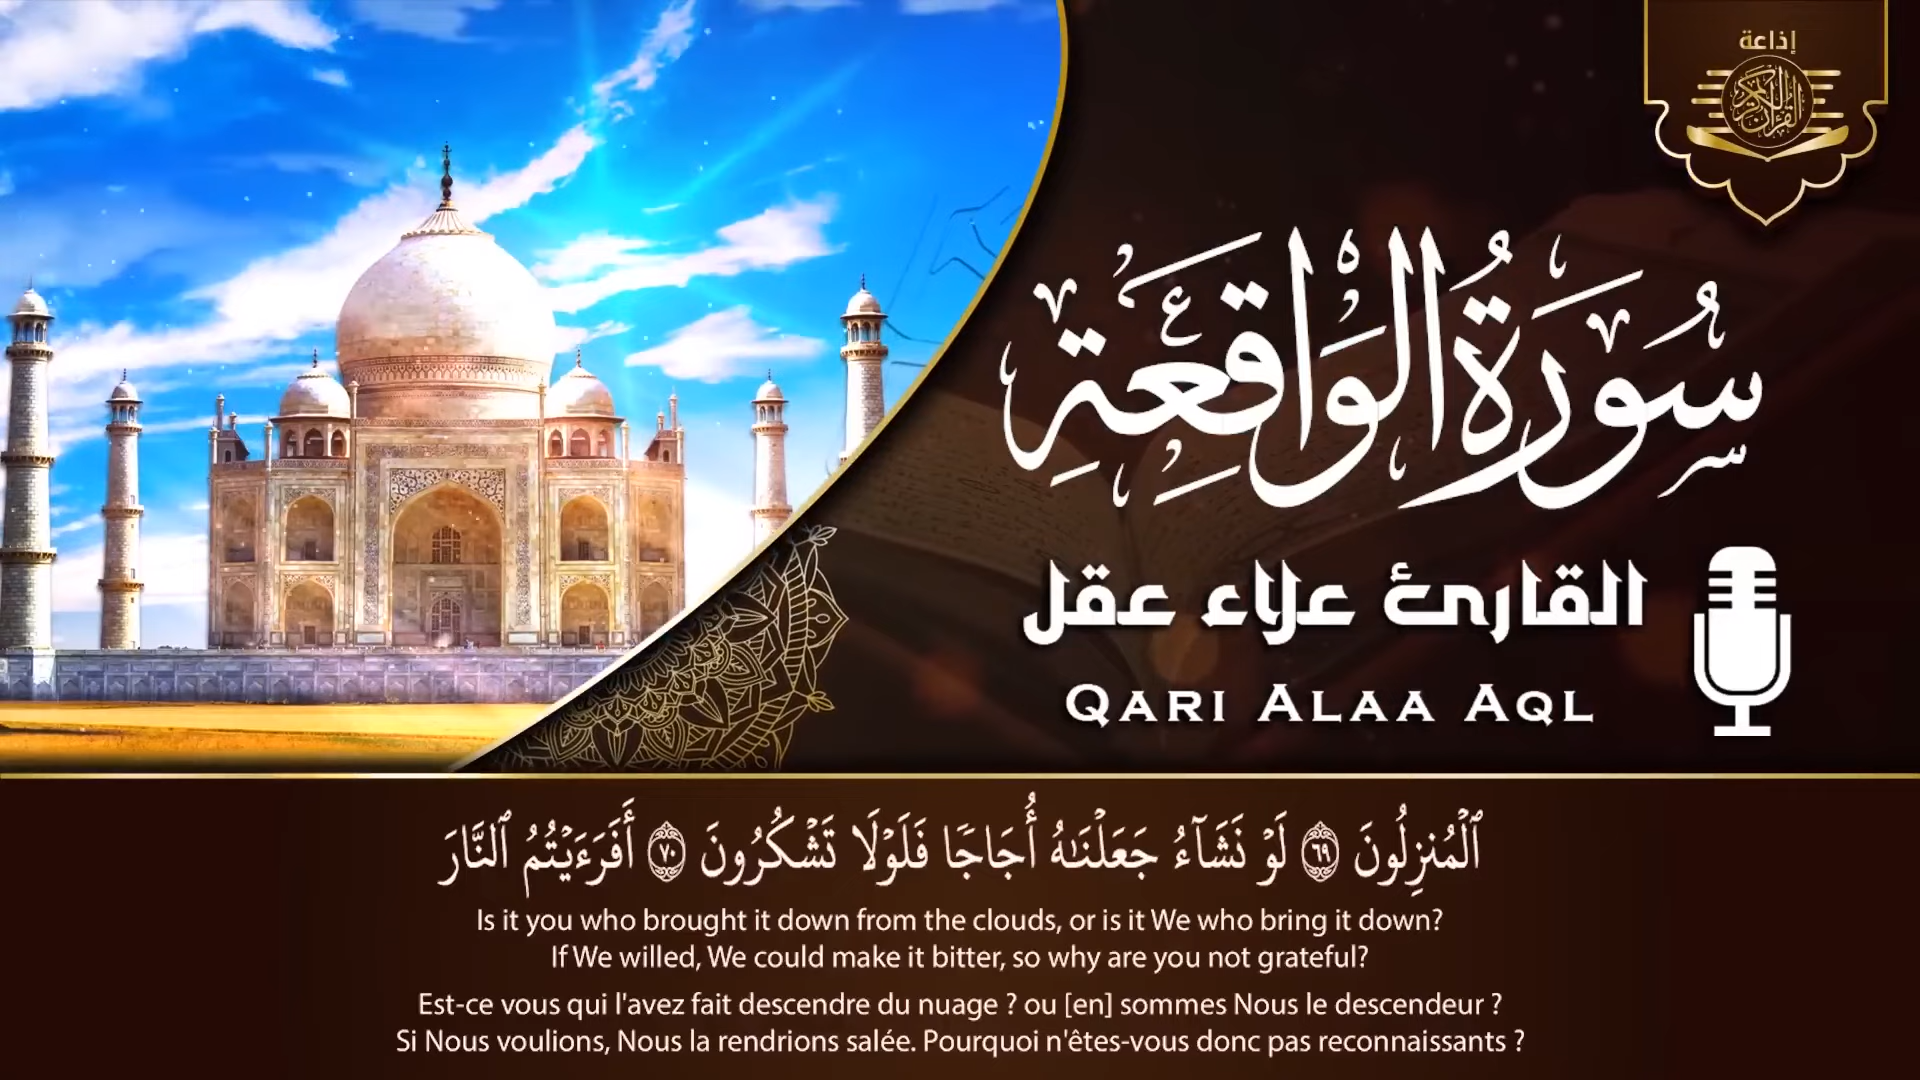 إذاعة
القرآن الكريم
سُورَةُ الْوَاقِعَةِ
القارئ علاء عقل
QARI ALAA AQL
ٱلْمُنزِلُونَ ٦٩ لَوْ نَشَآءُ جَعَلْنَـٰهُ أُجَاجًا فَلَوْلَا تَشْكُرُونَ ٧٠ أَفَرَءَيْتُمُ ٱلنَّارَ
Is it you who brought it down from the clouds, or is it We who bring it down?
If We willed, We could make it bitter, so why are you not grateful?
Est-ce vous qui l'avez fait descendre du nuage ? ou [en] sommes Nous le descendeur ?
Si Nous voulions, Nous la rendrions salée. Pourquoi n'êtes-vous donc pas reconnaissants ?